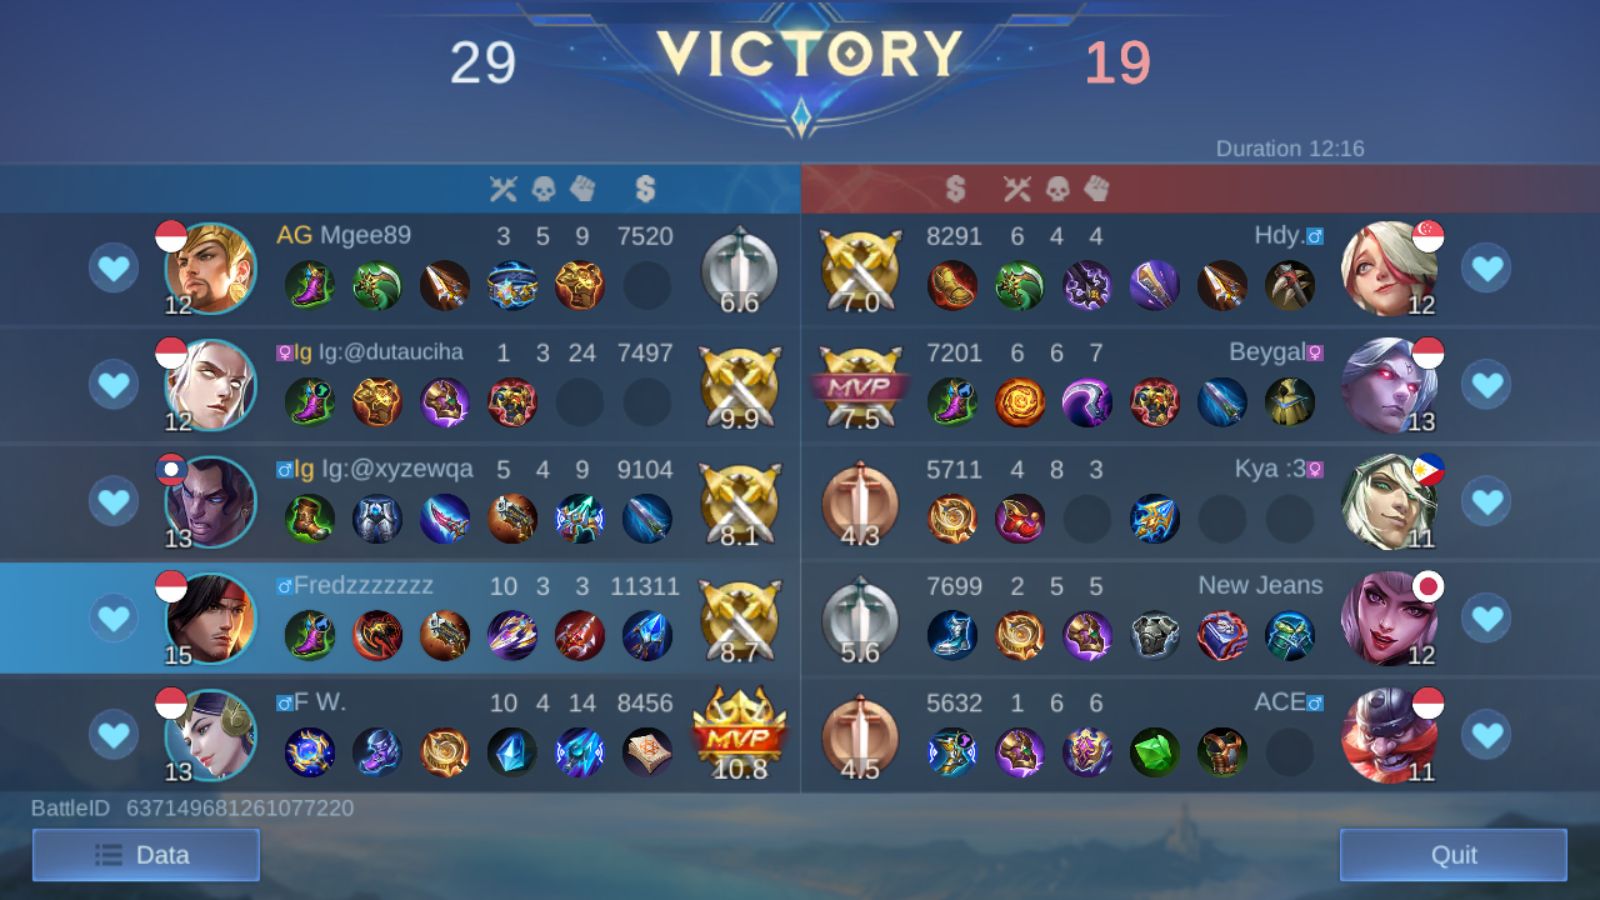 29 VICTORY 19
Duration 12:16
AG Mgee89 3 5 9 7520 6.6 12
7.0 8291 6 4 4 Hdy. 12
Ig Ig:@dutauciha 1 3 24 7497 9.9 12
MVP 7.5 7201 6 6 7 Beygal 13
Ig Ig:@xyzewqa 5 4 9 9104 8.1 13
4.3 5711 4 8 3 Kya :3 11
Fredzzzzzzz 10 3 3 11311 8.7 15
5.6 7699 2 5 5 New Jeans 12
F W. 10 4 14 8456 MVP 10.8 13
4.5 5632 1 6 6 ACE 11
BattleID 637149681261077220
Data
Quit